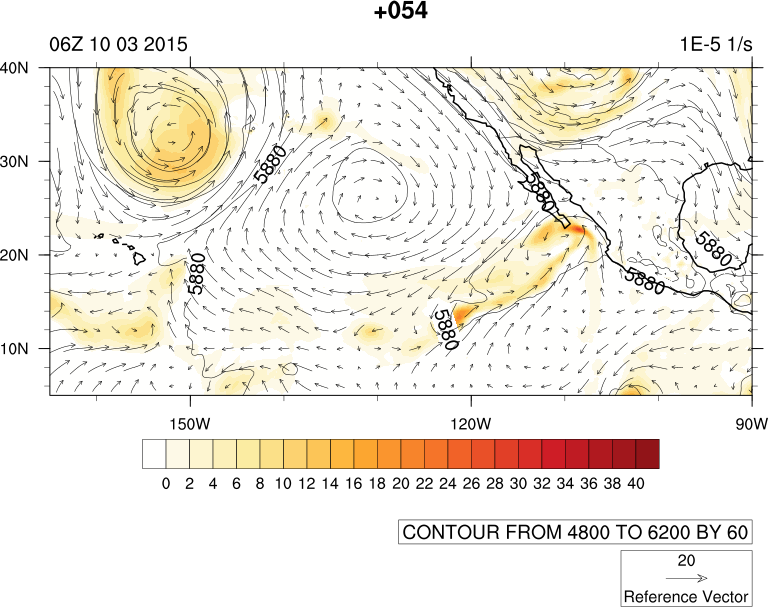 +054
06Z 10 03 2015 1E-5 1/s
40N
30N
20N
10N
5880
5880
5880
5880
5880
5880
150W 120W 90W
0 2 4 6 8 10 12 14 16 18 20 22 24 26 28 30 32 34 36 38 40
CONTOUR FROM 4800 TO 6200 BY 60
20
Reference Vector